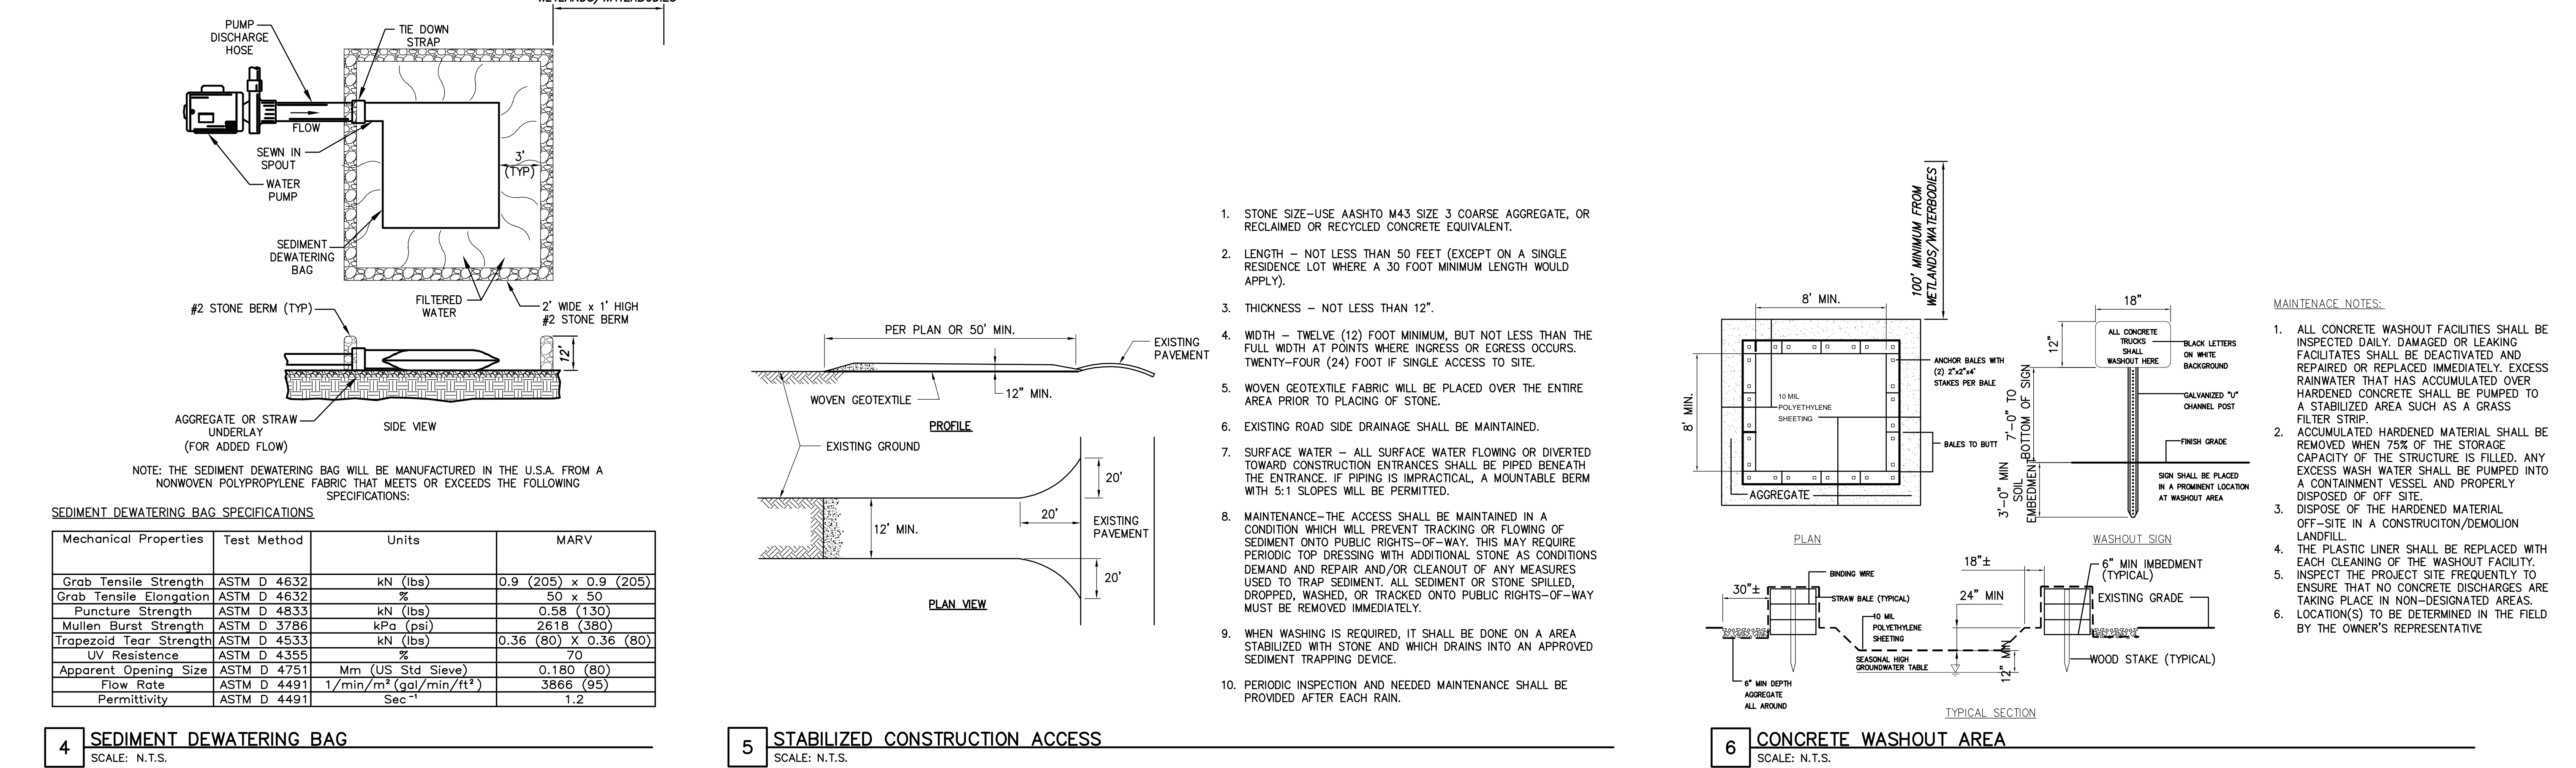 WETLANDS/WATERBODIES
PUMP
DISCHARGE
HOSE
TIE DOWN
STRAP
FLOW
SEWN IN
SPOUT
WATER
PUMP
3'
(TYP)
SEDIMENT
DEWATERING
BAG
FILTERED
WATER
2' WIDE x 1' HIGH
#2 STONE BERM
#2 STONE BERM (TYP)
12'
AGGREGATE OR STRAW
UNDERLAY
(FOR ADDED FLOW)
SIDE VIEW
NOTE: THE SEDIMENT DEWATERING BAG WILL BE MANUFACTURED IN THE U.S.A. FROM A
NONWOVEN POLYPROPYLENE FABRIC THAT MEETS OR EXCEEDS THE FOLLOWING
SPECIFICATIONS:
SEDIMENT DEWATERING BAG SPECIFICATIONS
Mechanical Properties Test Method Units MARV
Grab Tensile Strength ASTM D 4632 kN (lbs) 0.9 (205) x 0.9 (205)
Grab Tensile Elongation ASTM D 4632 % 50 x 50
Puncture Strength ASTM D 4833 kN (lbs) 0.58 (130)
Mullen Burst Strength ASTM D 3786 kPa (psi) 2618 (380)
Trapezoid Tear Strength ASTM D 4533 kN (lbs) 0.36 (80) X 0.36 (80)
UV Resistence ASTM D 4355 % 70
Apparent Opening Size ASTM D 4751 Mm (US Std Sieve) 0.180 (80)
Flow Rate ASTM D 4491 1/min/m² (gal/min/ft²) 3866 (95)
Permittivity ASTM D 4491 Sec⁻¹ 1.2
4 SEDIMENT DEWATERING BAG
SCALE: N.T.S.
PER PLAN OR 50' MIN.
EXISTING
PAVEMENT
WOVEN GEOTEXTILE
12" MIN.
PROFILE
EXISTING GROUND
20'
20'
12' MIN.
EXISTING
PAVEMENT
20'
PLAN VIEW
1. STONE SIZE-USE AASHTO M43 SIZE 3 COARSE AGGREGATE, OR
RECLAIMED OR RECYCLED CONCRETE EQUIVALENT.
2. LENGTH - NOT LESS THAN 50 FEET (EXCEPT ON A SINGLE
RESIDENCE LOT WHERE A 30 FOOT MINIMUM LENGTH WOULD
APPLY).
3. THICKNESS - NOT LESS THAN 12".
4. WIDTH - TWELVE (12) FOOT MINIMUM, BUT NOT LESS THAN THE
FULL WIDTH AT POINTS WHERE INGRESS OR EGRESS OCCURS.
TWENTY-FOUR (24) FOOT IF SINGLE ACCESS TO SITE.
5. WOVEN GEOTEXTILE FABRIC WILL BE PLACED OVER THE ENTIRE
AREA PRIOR TO PLACING OF STONE.
6. EXISTING ROAD SIDE DRAINAGE SHALL BE MAINTAINED.
7. SURFACE WATER - ALL SURFACE WATER FLOWING OR DIVERTED
TOWARD CONSTRUCTION ENTRANCES SHALL BE PIPED BENEATH
THE ENTRANCE. IF PIPING IS IMPRACTICAL, A MOUNTABLE BERM
WITH 5:1 SLOPES WILL BE PERMITTED.
8. MAINTENANCE-THE ACCESS SHALL BE MAINTAINED IN A
CONDITION WHICH WILL PREVENT TRACKING OR FLOWING OF
SEDIMENT ONTO PUBLIC RIGHTS-OF-WAY. THIS MAY REQUIRE
PERIODIC TOP DRESSING WITH ADDITIONAL STONE AS CONDITIONS
DEMAND AND REPAIR AND/OR CLEANOUT OF ANY MEASURES
USED TO TRAP SEDIMENT. ALL SEDIMENT OR STONE SPILLED,
DROPPED, WASHED, OR TRACKED ONTO PUBLIC RIGHTS-OF-WAY
MUST BE REMOVED IMMEDIATELY.
9. WHEN WASHING IS REQUIRED, IT SHALL BE DONE ON A AREA
STABILIZED WITH STONE AND WHICH DRAINS INTO AN APPROVED
SEDIMENT TRAPPING DEVICE.
10. PERIODIC INSPECTION AND NEEDED MAINTENANCE SHALL BE
PROVIDED AFTER EACH RAIN.
5 STABILIZED CONSTRUCTION ACCESS
SCALE: N.T.S.
100' MINIMUM FROM
WETLANDS/WATERBODIES
8' MIN.
8' MIN.
10 MIL
POLYETHYLENE
SHEETING
ANCHOR BALES WITH
(2) 2"x2"x4'
STAKES PER BALE
BALES TO BUTT
AGGREGATE
PLAN
18"
12"
ALL CONCRETE
TRUCKS
SHALL
WASHOUT HERE
BLACK LETTERS
ON WHITE
BACKGROUND
7'-0" TO
BOTTOM OF SIGN
GALVANIZED "U"
CHANNEL POST
FINISH GRADE
3'-0" MIN
SOIL
EMBEDMENT
SIGN SHALL BE PLACED
IN A PROMINENT LOCATION
AT WASHOUT AREA
WASHOUT SIGN
30"±
BINDING WIRE
STRAW BALE (TYPICAL)
10 MIL
POLYETHYLENE
SHEETING
SEASONAL HIGH
GROUNDWATER TABLE
6" MIN DEPTH
AGGREGATE
ALL AROUND
24" MIN
18"±
12" MIN
6" MIN IMBEDMENT
(TYPICAL)
EXISTING GRADE
WOOD STAKE (TYPICAL)
TYPICAL SECTION
MAINTENACE NOTES:
1. ALL CONCRETE WASHOUT FACILITIES SHALL BE
INSPECTED DAILY. DAMAGED OR LEAKING
FACILITATES SHALL BE DEACTIVATED AND
REPAIRED OR REPLACED IMMEDIATELY. EXCESS
RAINWATER THAT HAS ACCUMULATED OVER
HARDENED CONCRETE SHALL BE PUMPED TO
A STABILIZED AREA SUCH AS A GRASS
FILTER STRIP.
2. ACCUMULATED HARDENED MATERIAL SHALL BE
REMOVED WHEN 75% OF THE STORAGE
CAPACITY OF THE STRUCTURE IS FILLED. ANY
EXCESS WASH WATER SHALL BE PUMPED INTO
A CONTAINMENT VESSEL AND PROPERLY
DISPOSED OF OFF SITE.
3. DISPOSE OF THE HARDENED MATERIAL
OFF-SITE IN A CONSTRUCITON/DEMOLION
LANDFILL.
4. THE PLASTIC LINER SHALL BE REPLACED WITH
EACH CLEANING OF THE WASHOUT FACILITY.
5. INSPECT THE PROJECT SITE FREQUENTLY TO
ENSURE THAT NO CONCRETE DISCHARGES ARE
TAKING PLACE IN NON-DESIGNATED AREAS.
6. LOCATION(S) TO BE DETERMINED IN THE FIELD
BY THE OWNER'S REPRESENTATIVE
6 CONCRETE WASHOUT AREA
SCALE: N.T.S.